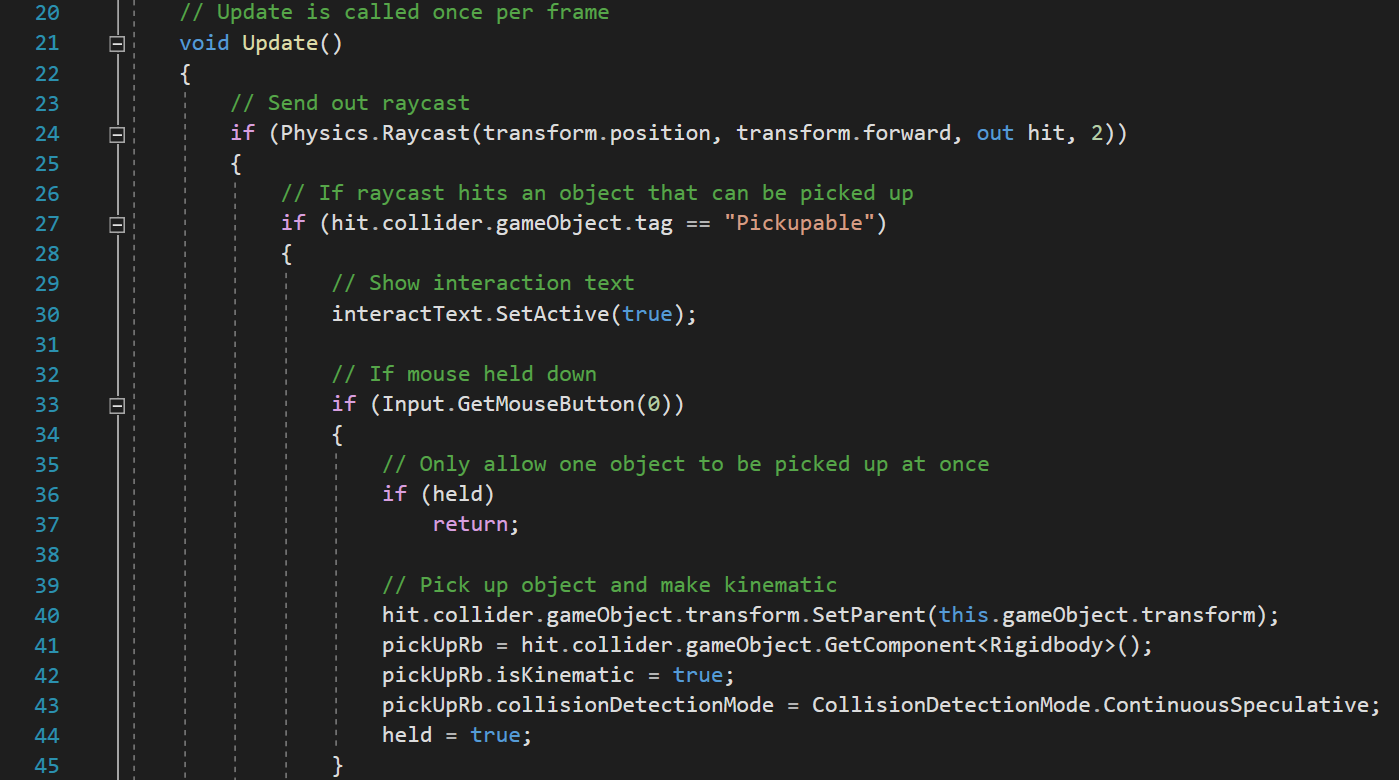 20 // Update is called once per frame
21 void Update()
22 {
23 // Send out raycast
24 if (Physics.Raycast(transform.position, transform.forward, out hit, 2))
25 {
26 // If raycast hits an object that can be picked up
27 if (hit.collider.gameObject.tag == "Pickupable")
28 {
29 // Show interaction text
30 interactText.SetActive(true);
31
32 // If mouse held down
33 if (Input.GetMouseButton(0))
34 {
35 // Only allow one object to be picked up at once
36 if (held)
37 return;
38
39 // Pick up object and make kinematic
40 hit.collider.gameObject.transform.SetParent(this.gameObject.transform);
41 pickUpRb = hit.collider.gameObject.GetComponent<Rigidbody>();
42 pickUpRb.isKinematic = true;
43 pickUpRb.collisionDetectionMode = CollisionDetectionMode.ContinuousSpeculative;
44 held = true;
45 }